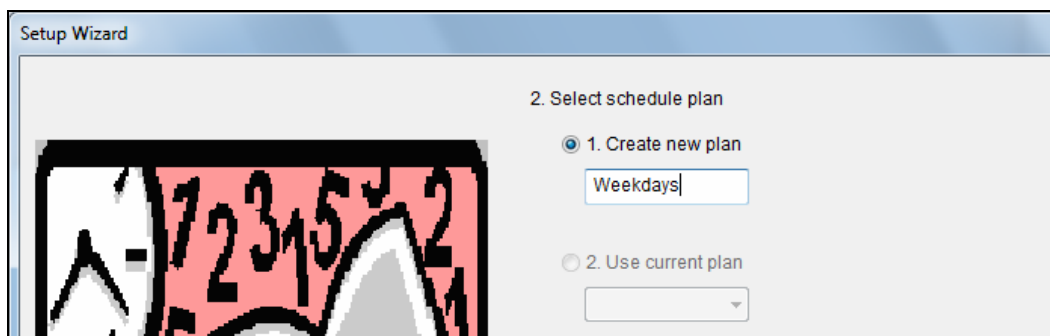 Setup Wizard
2. Select schedule plan
1. Create new plan
Weekdays
2. Use current plan